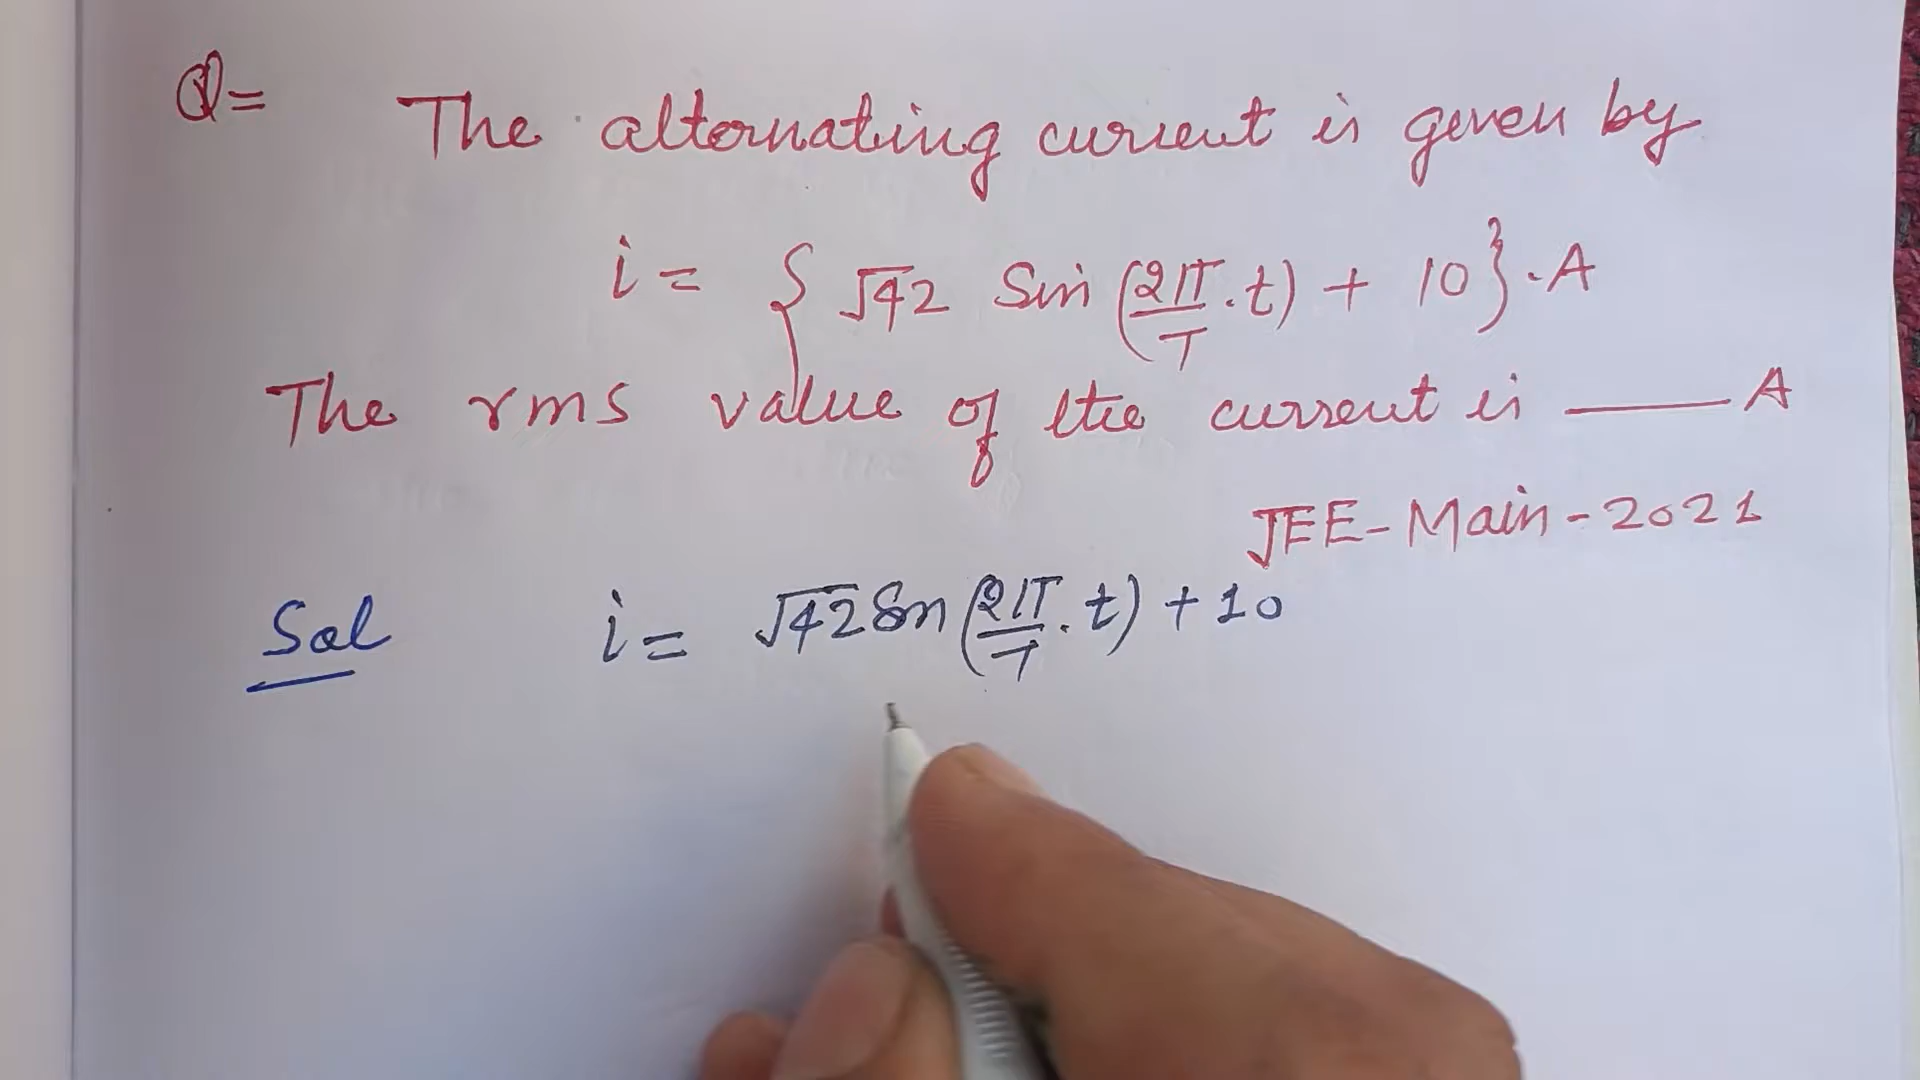 Q=
The alternating current is given by
i = { √42 Sin (2π/T . t) + 10 } . A
The rms value of the current is ____ A
JEE - Main - 2021
Sol i = √42 Sin (2π/T . t) + 10